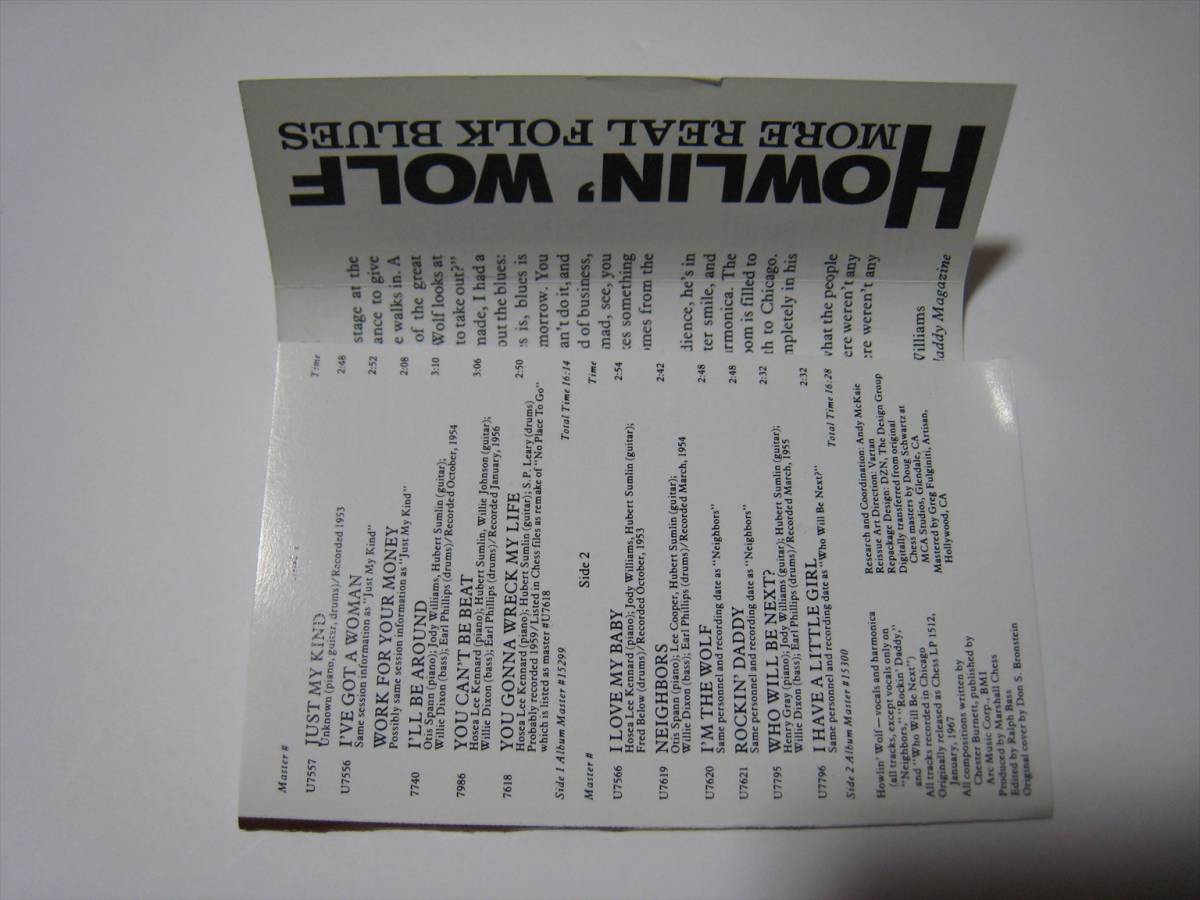 HOWLIN' WOLF
MORE REAL FOLK BLUES
stage at the
ance to give
e walks in. A
of the great
Wolf looks at
to take out?"
made, I had a
out the blues:
is, blues is
morrow. You
an't do it, and
d of business,
mad, see, you
es something
mes from the
dience, he's in
ter smile, and
rmonica. The
oom is filled to
th to Chicago.
mpletely in his
what the people
ere weren't any
re weren't any
Williams
addy Magazine
Master # Time
U7557 JUST MY KIND 2:48
Unknown (piano, guitar, drums)/Recorded 1953
U7556 I'VE GOT A WOMAN 2:52
Same session information as "Just My Kind"
WORK FOR YOUR MONEY 2:08
Possibly same session information as "Just My Kind"
7740 I'LL BE AROUND 3:10
Otis Spann (piano); Jody Williams, Hubert Sumlin (guitar);
Willie Dixon (bass); Earl Phillips (drums)/Recorded October, 1954
7986 YOU CAN'T BE BEAT 3:06
Hosea Lee Kennard (piano); Hubert Sumlin, Willie Johnson (guitar);
Willie Dixon (bass); Earl Phillips (drums)/Recorded January, 1956
7618 YOU GONNA WRECK MY LIFE 2:50
Hosea Lee Kennard (piano); Hubert Sumlin (guitar); S.P. Leary (drums)
Probably recorded 1959/Listed in Chess files as remake of "No Place To Go"
which is listed as master #U7618
Side 1 Album Master #15299 Total Time 16:14
Master # Side 2 Time
U7566 I LOVE MY BABY 2:54
Hosea Lee Kennard (piano); Jody Williams, Hubert Sumlin (guitar);
Fred Below (drums)/Recorded October, 1953
U7619 NEIGHBORS 2:42
Otis Spann (piano); Lee Cooper, Hubert Sumlin (guitar);
Willie Dixon (bass); Earl Phillips (drums)/Recorded March, 1954
U7620 I'M THE WOLF 2:48
Same personnel and recording date as "Neighbors"
U7621 ROCKIN' DADDY 2:48
Same personnel and recording date as "Neighbors"
U7795 WHO WILL BE NEXT? 2:32
Henry Gray (piano); Jody Williams (guitar); Hubert Sumlin (guitar);
Willie Dixon (bass); Earl Phillips (drums)/Recorded March, 1955
U7796 I HAVE A LITTLE GIRL 2:32
Same personnel and recording date as "Who Will Be Next?"
Side 2 Album Master #15300 Total Time 16:28
Howlin' Wolf—vocals and harmonica
(all tracks, except vocals only on
"Neighbors," "Rockin' Daddy,"
and "Who Will Be Next")
All tracks recorded in Chicago
Originally released as Chess LP 1512,
January, 1967
All compositions written by
Chester Burnett, published by
Arc Music Corp., BMI
Produced by Marshall Chess
Edited by Ralph Bass
Original cover by Don S. Bronstein
Research and Coordination: Andy McKaie
Reissue Art Direction: Vartan
Repackage Design: DZN, The Design Group
Digitally transferred from original
Chess masters by Doug Schwartz at
MCA Studios, Glendale, CA
Mastered by Greg Fulginiti, Artisan,
Hollywood, CA